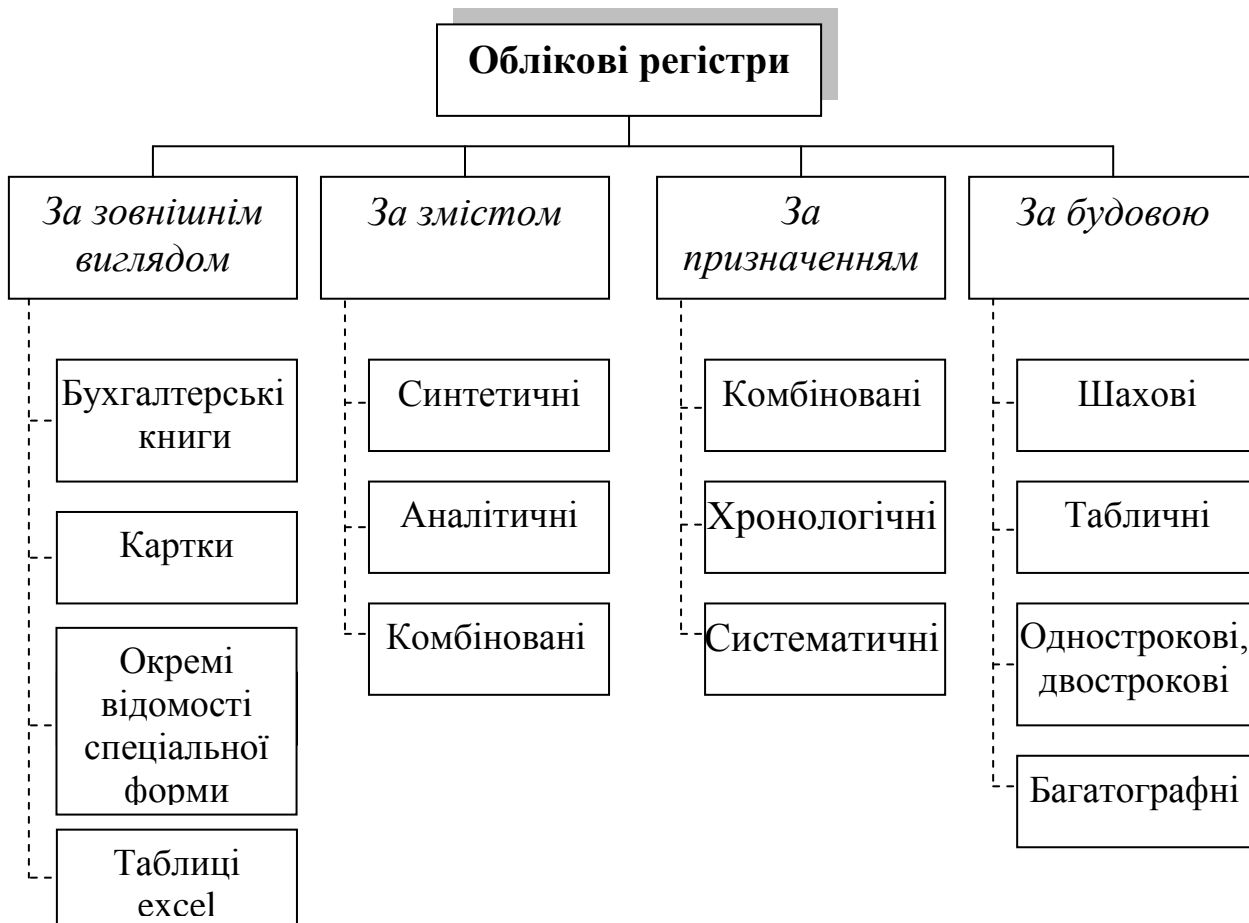 Облікові регістри
За зовнішнім
виглядом
За змістом
За
призначенням
За будовою
Бухгалтерські
книги
Картки
Окремі
відомості
спеціальної
форми
Таблиці
excel
Синтетичні
Аналітичні
Комбіновані
Комбіновані
Хронологічні
Систематичні
Шахові
Табличні
Однострокові,
двострокові
Багатографні